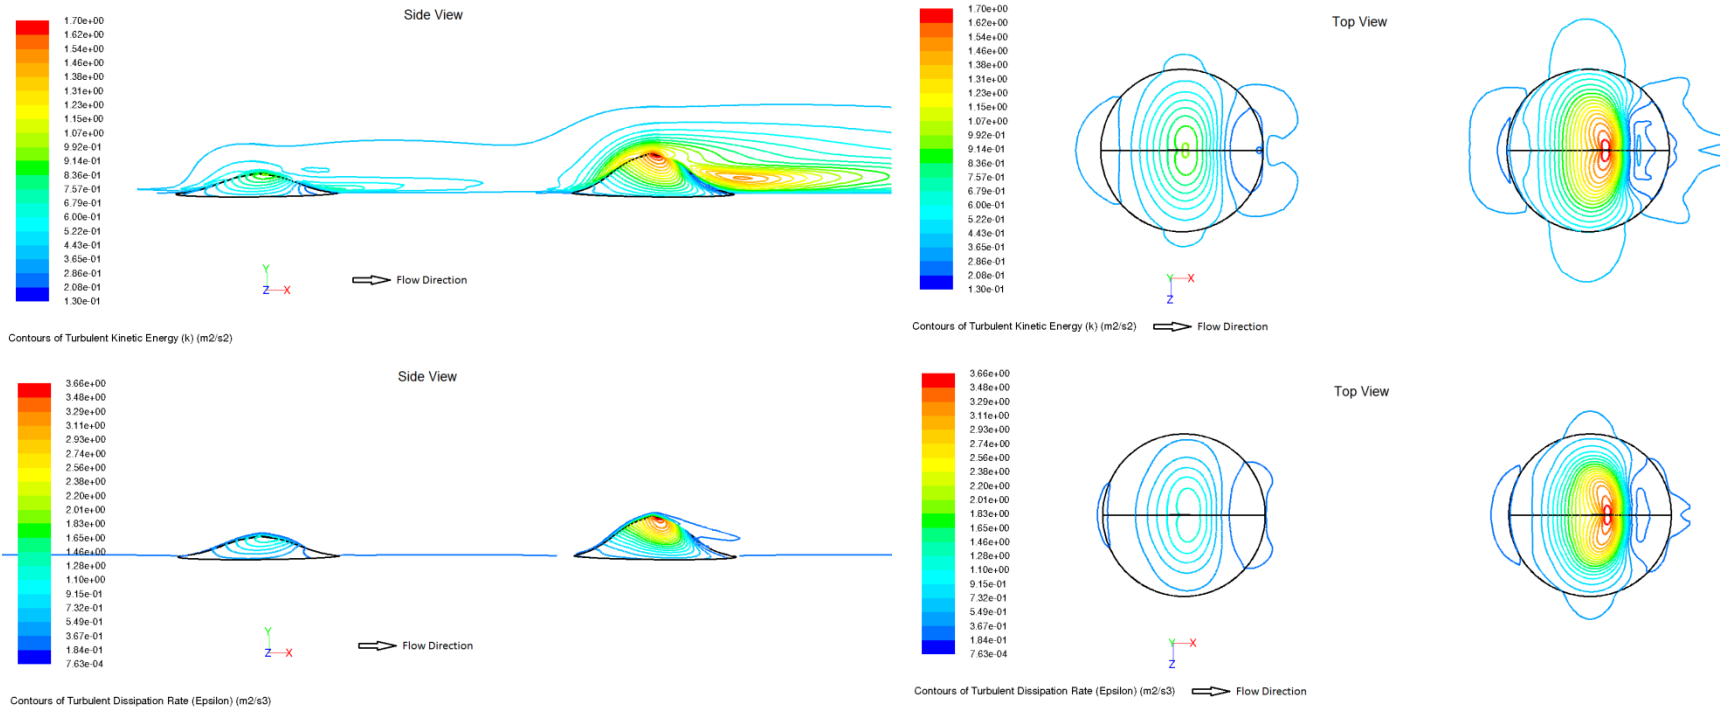 Side View
1.70e+00
1.62e+00
1.54e+00
1.46e+00
1.38e+00
1.31e+00
1.23e+00
1.15e+00
1.07e+00
9.92e-01
9.14e-01
8.36e-01
7.57e-01
6.79e-01
6.00e-01
5.22e-01
4.43e-01
3.65e-01
2.86e-01
2.08e-01
1.30e-01
Y
Z X
Flow Direction
Contours of Turbulent Kinetic Energy (k) (m2/s2)
Top View
1.70e+00
1.62e+00
1.54e+00
1.46e+00
1.38e+00
1.31e+00
1.23e+00
1.15e+00
1.07e+00
9.92e-01
9.14e-01
8.36e-01
7.57e-01
6.79e-01
6.00e-01
5.22e-01
4.43e-01
3.65e-01
2.86e-01
2.08e-01
1.30e-01
Y X
Z
Contours of Turbulent Kinetic Energy (k) (m2/s2) Flow Direction
Side View
3.66e+00
3.48e+00
3.29e+00
3.11e+00
2.93e+00
2.74e+00
2.56e+00
2.38e+00
2.20e+00
2.01e+00
1.83e+00
1.65e+00
1.46e+00
1.28e+00
1.10e+00
9.15e-01
7.32e-01
5.49e-01
3.67e-01
1.84e-01
7.63e-04
Y
Z X
Flow Direction
Contours of Turbulent Dissipation Rate (Epsilon) (m2/s3)
Top View
3.66e+00
3.48e+00
3.29e+00
3.11e+00
2.93e+00
2.74e+00
2.56e+00
2.38e+00
2.20e+00
2.01e+00
1.83e+00
1.65e+00
1.46e+00
1.28e+00
1.10e+00
9.15e-01
7.32e-01
5.49e-01
3.67e-01
1.84e-01
7.63e-04
Y X
Z
Contours of Turbulent Dissipation Rate (Epsilon) (m2/s3) Flow Direction